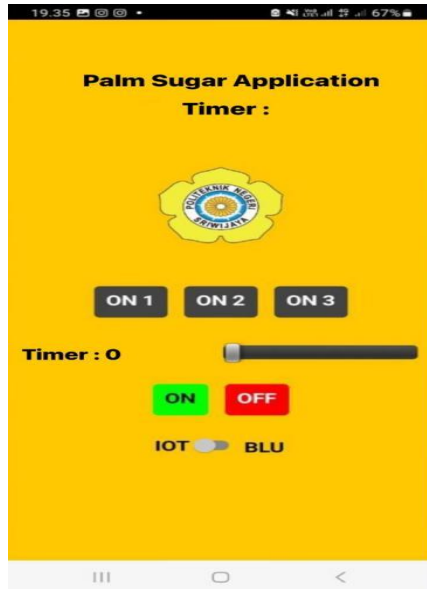 19.35
67%
Palm Sugar Application
Timer :
POLITEKNIK NEGERI
SRIWIJAYA
ON 1 ON 2 ON 3
Timer : 0
ON OFF
IOT BLU